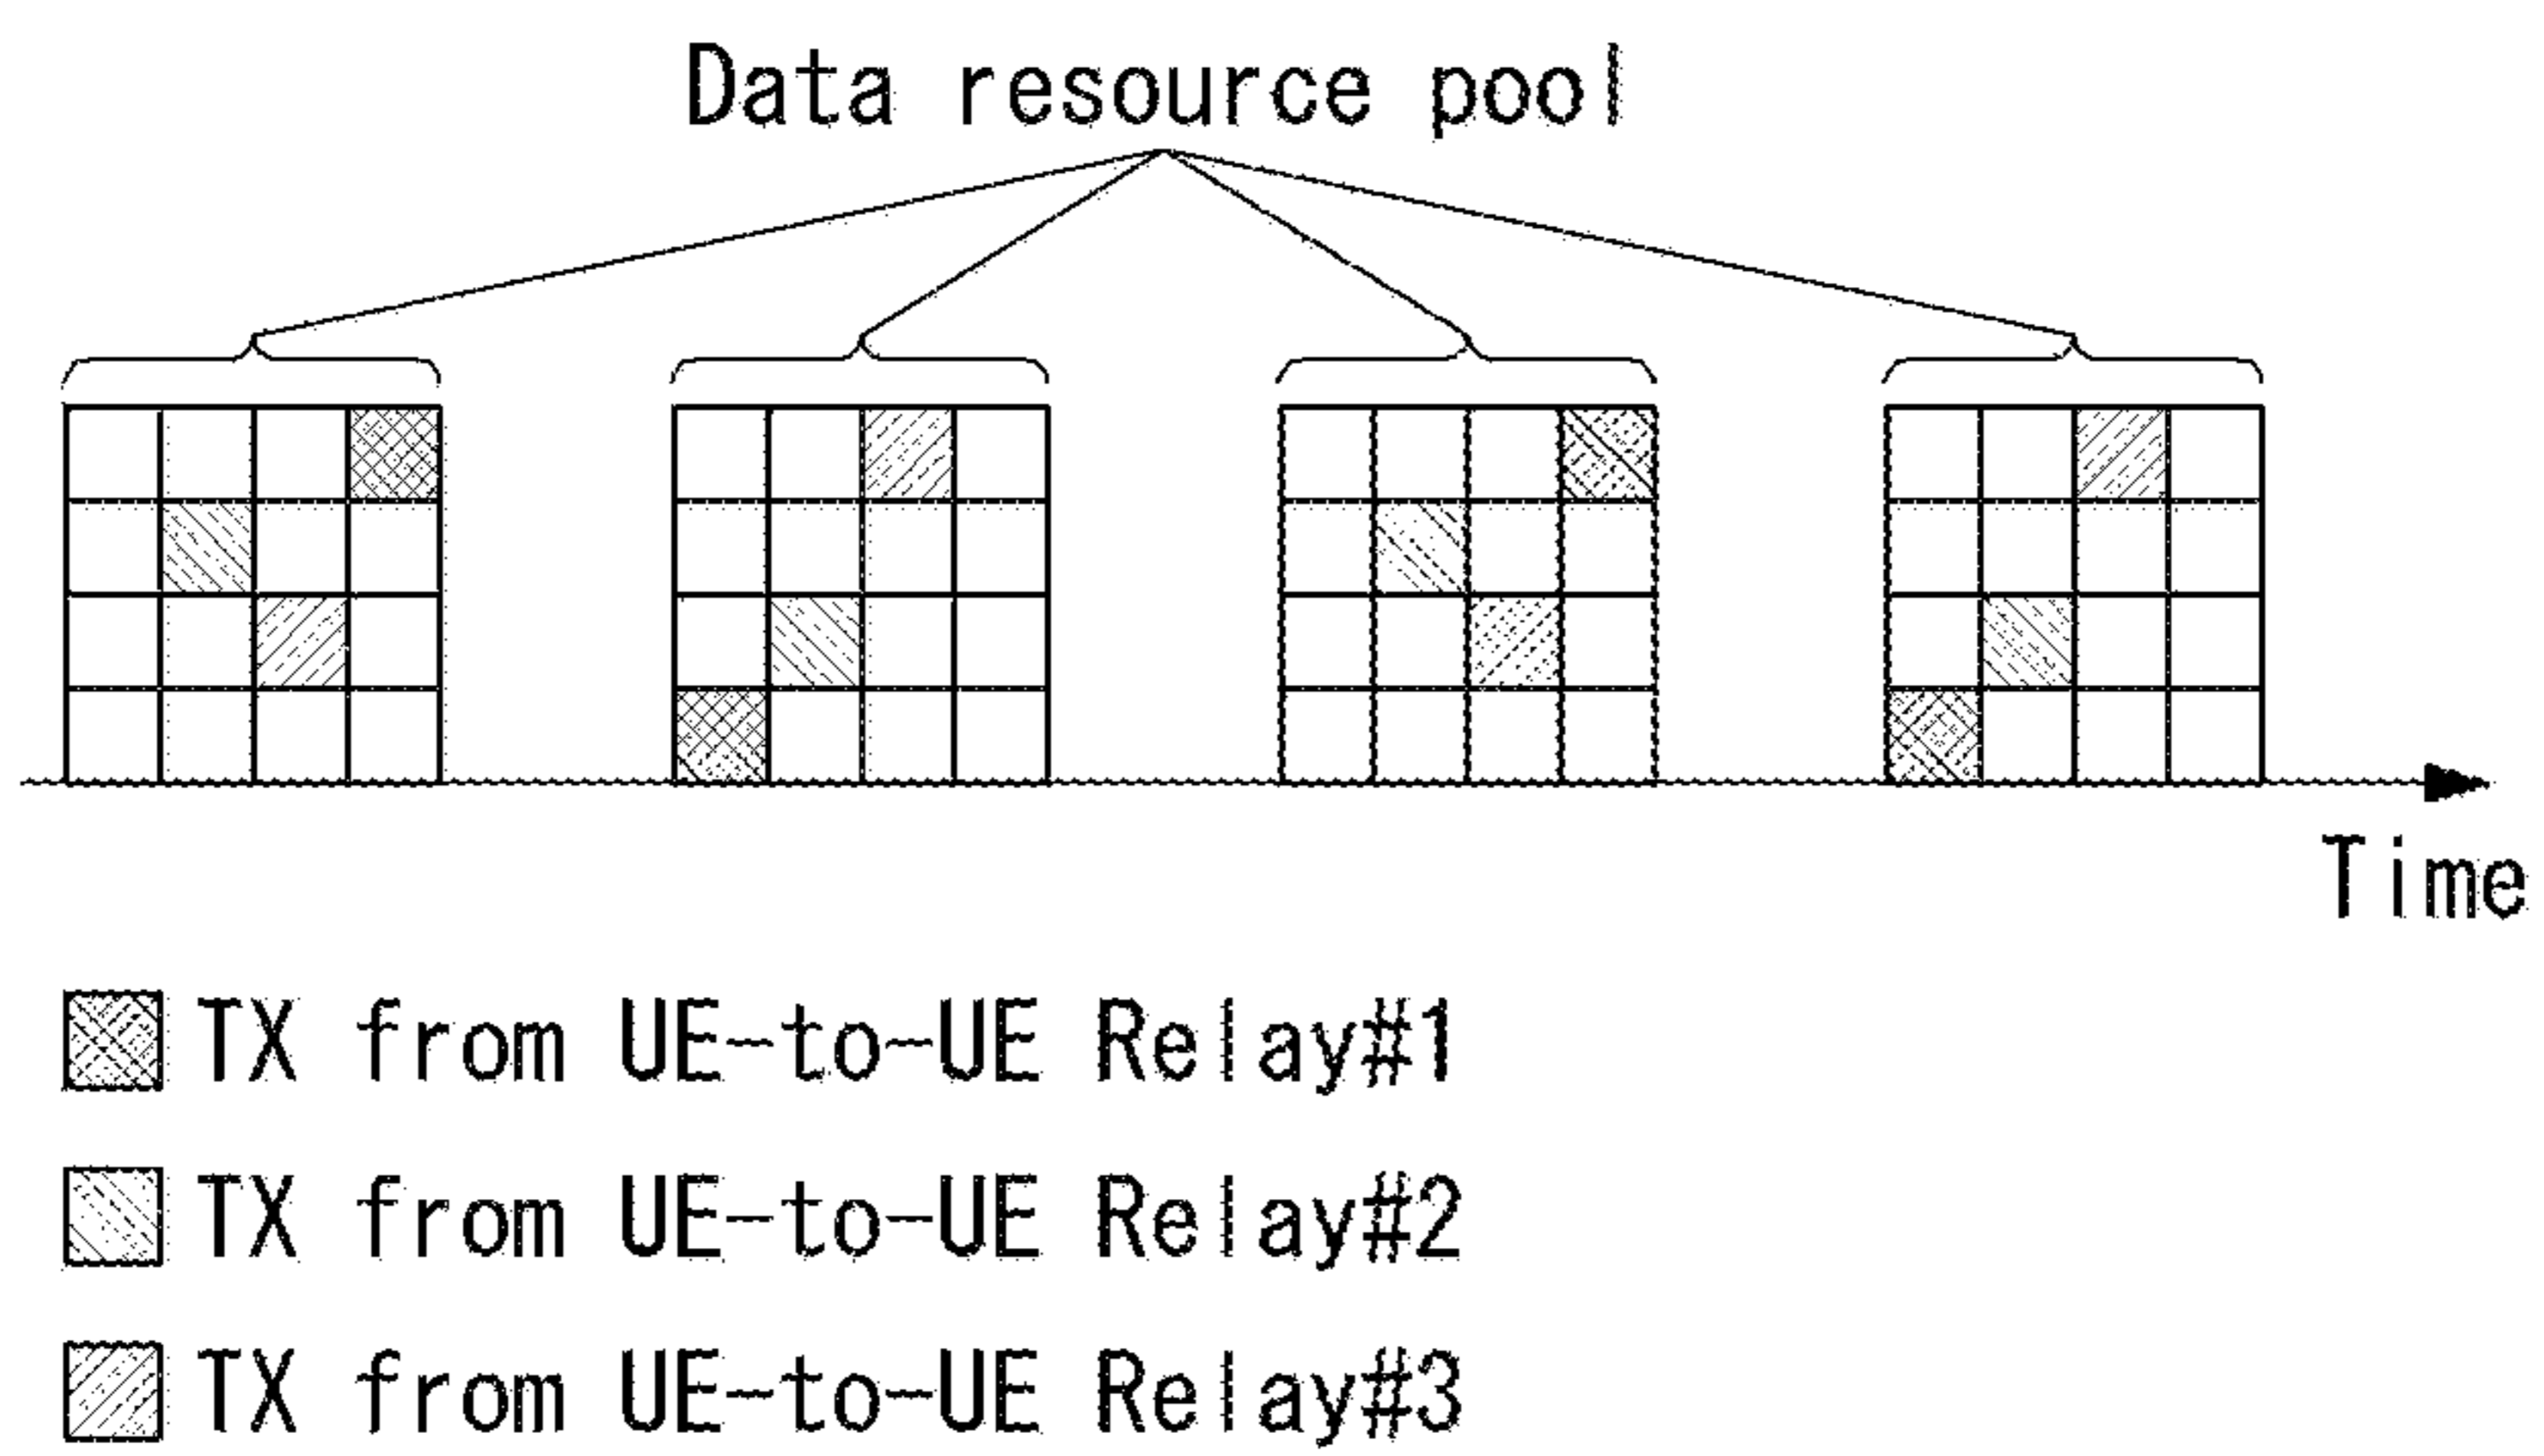 Data resource pool
Time
TX from UE-to-UE Relay#1
TX from UE-to-UE Relay#2
TX from UE-to-UE Relay#3